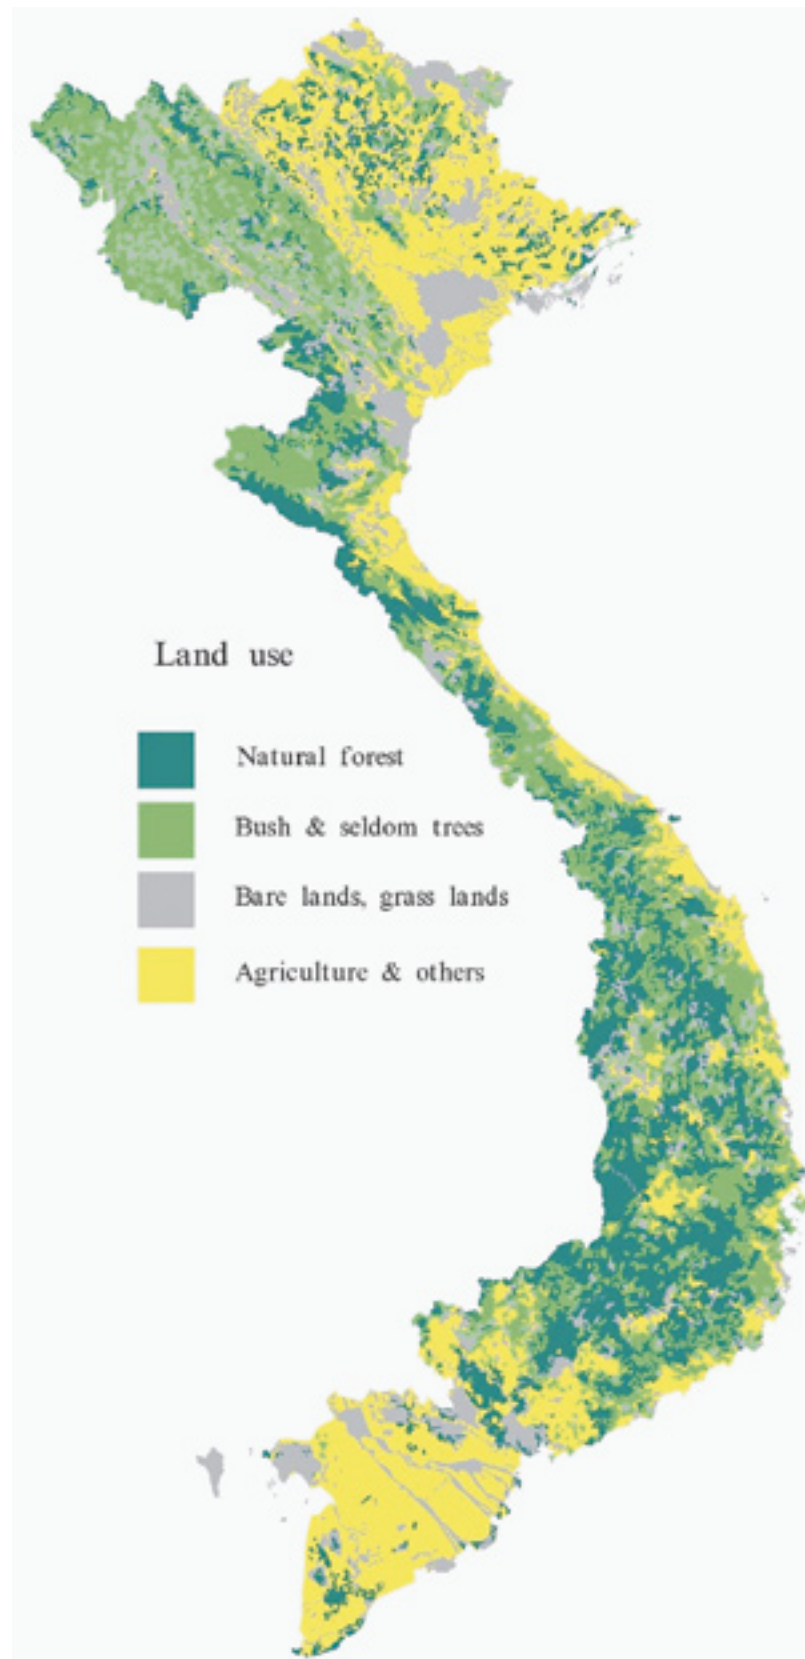 Land use
Natural forest
Bush & seldom trees
Bare lands, grass lands
Agriculture & others